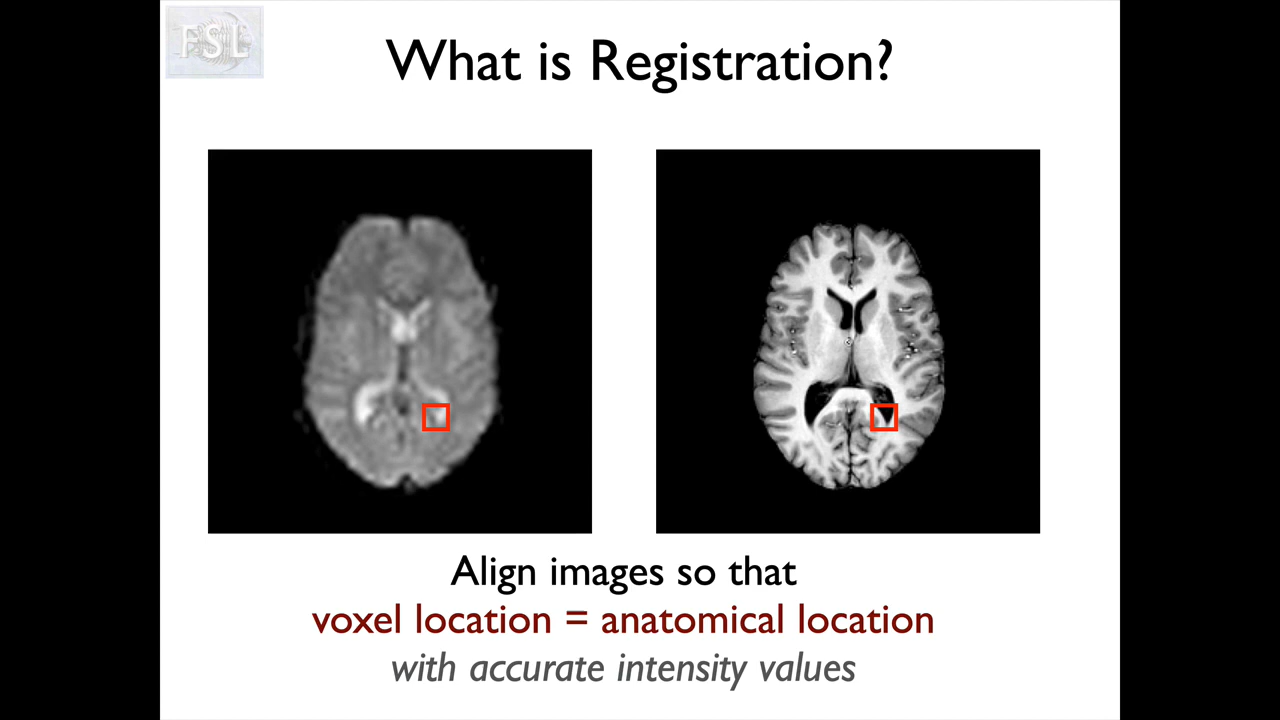 FSL
What is Registration?
Align images so that
voxel location = anatomical location
with accurate intensity values